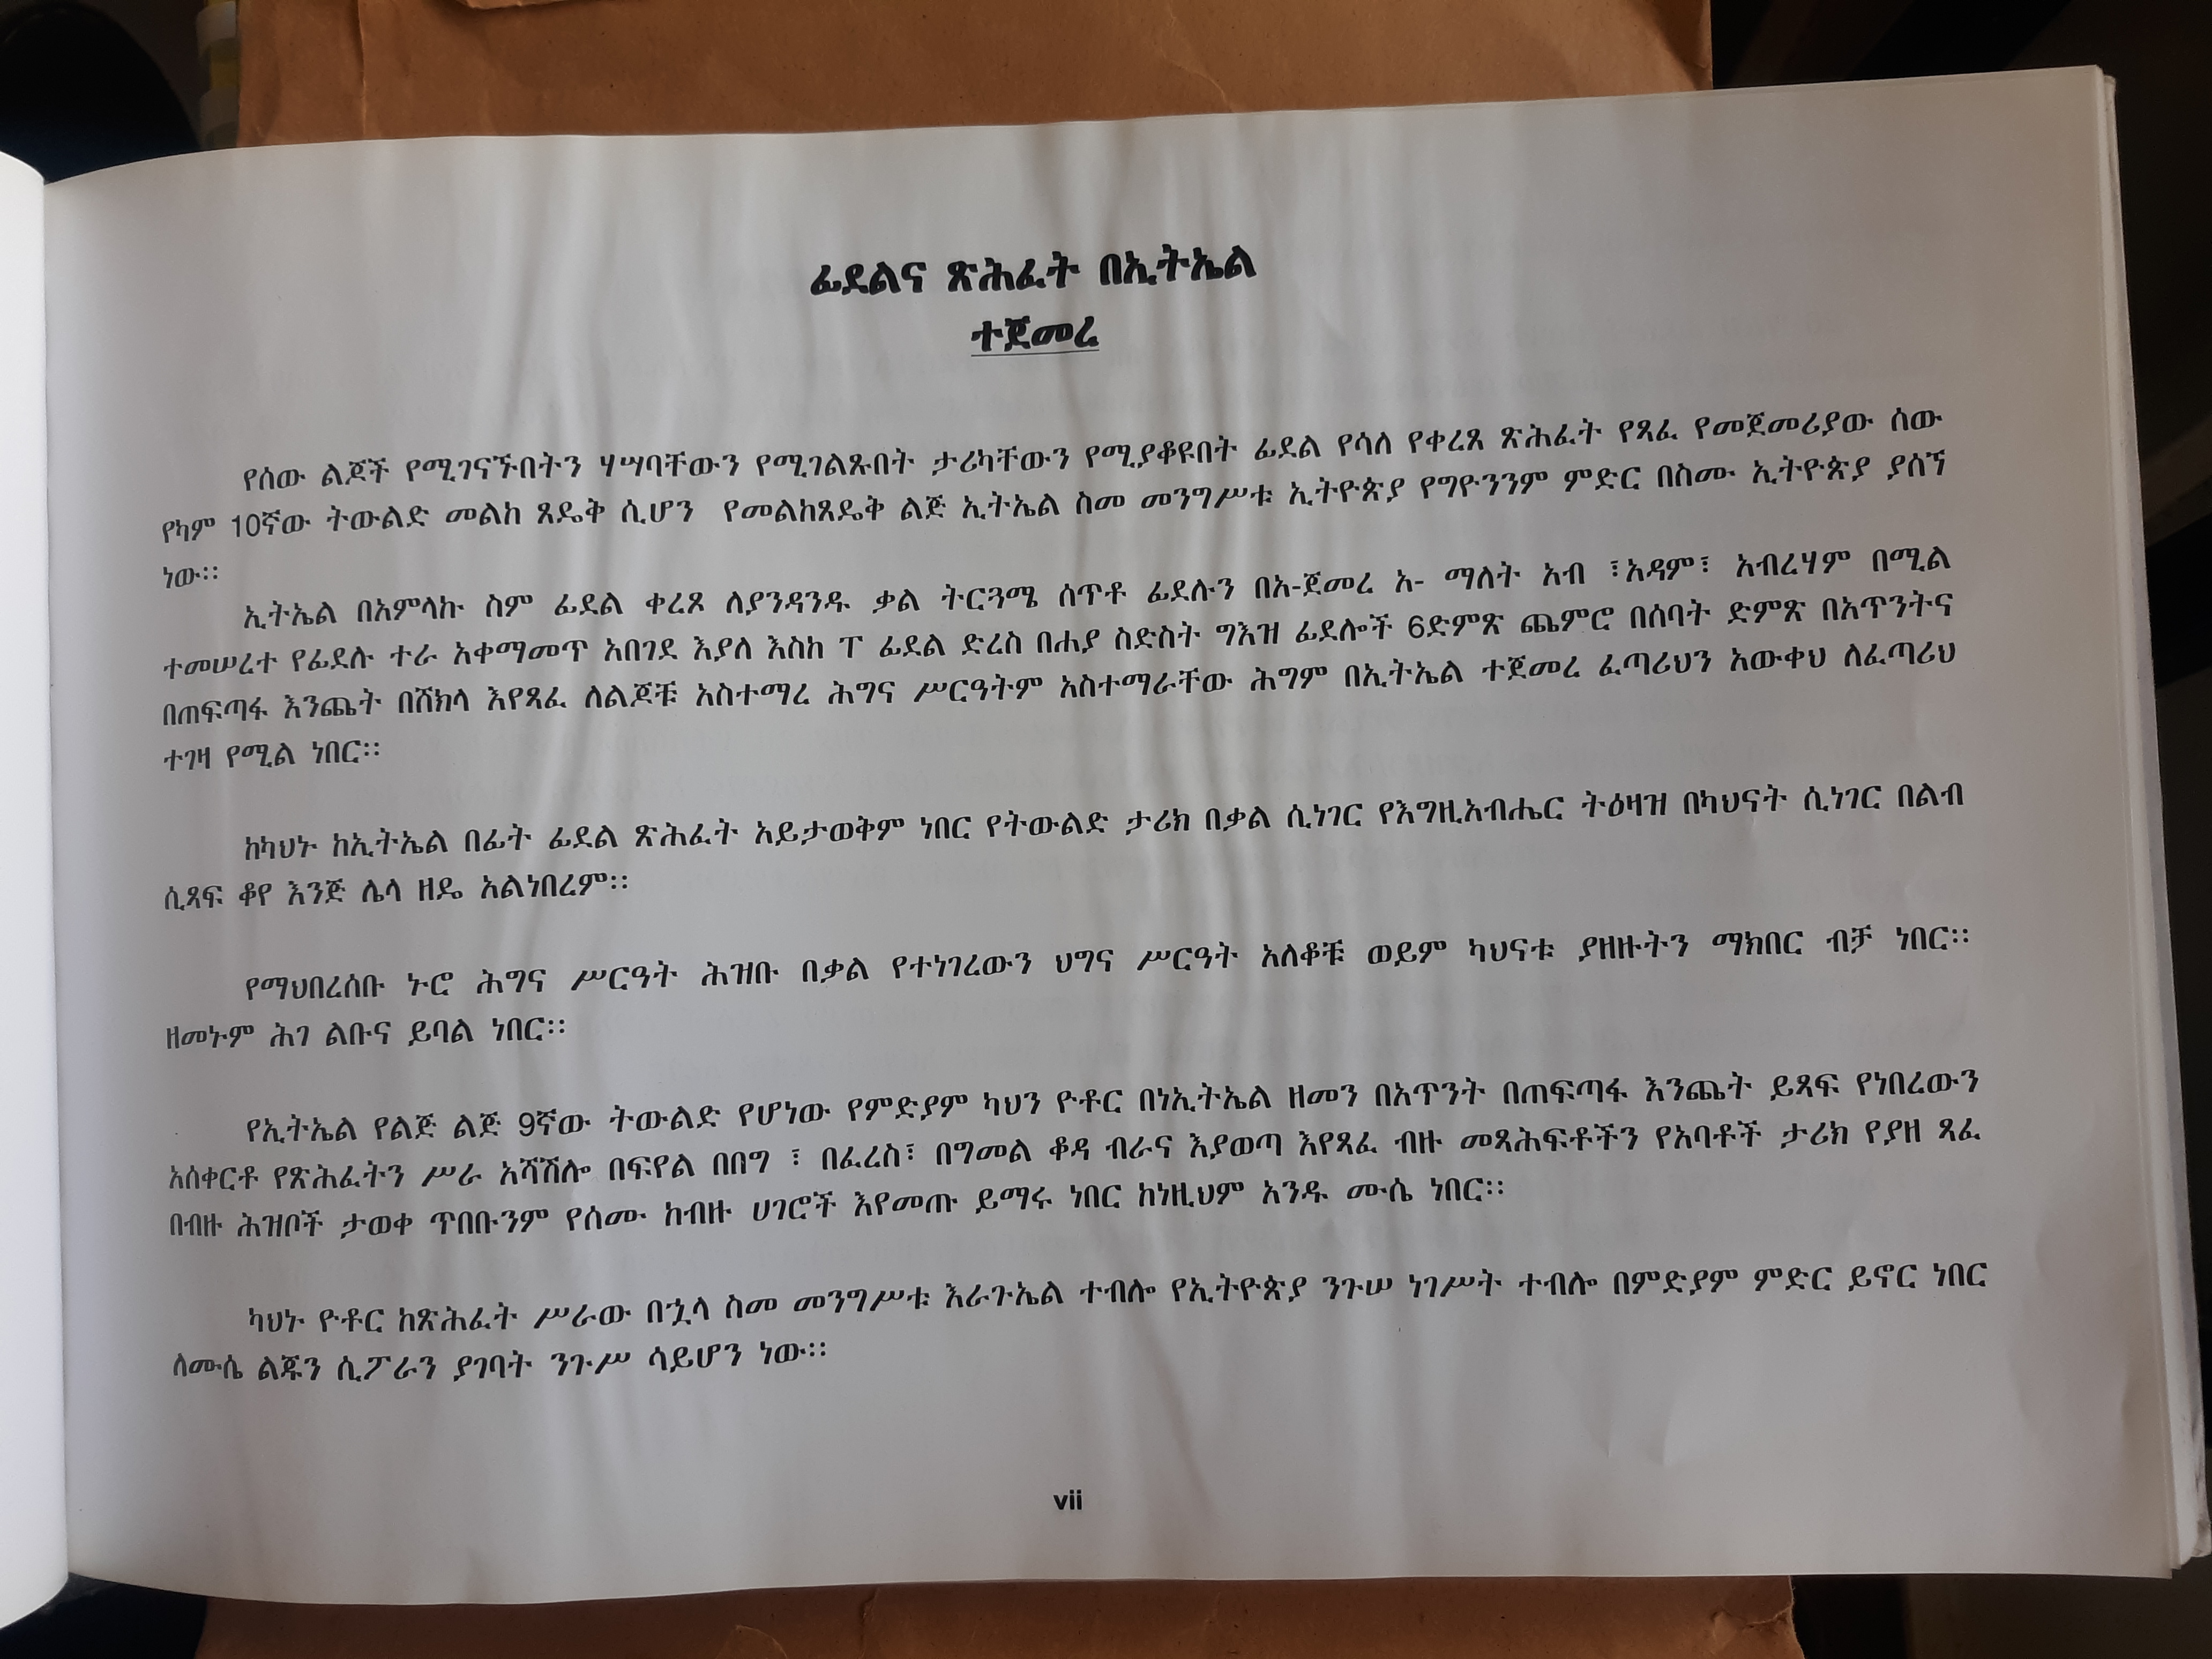 ፊደልና ጽሕፈት በኢትኤል
ተጀመረ
የሰው ልጆች የሚገናኙበትን ሃሣባቸውን የሚገልጹበት ታሪካቸውን የሚያቆዩበት ፊደል የሳለ የቀረጸ ጽሕፈት የጻፈ የመጀመሪያው ሰው
የካም 10ኛው ትውልድ መልከ ጸዴቅ ሲሆን የመልከጸዴቅ ልጅ ኢትኤል ስመ መንግሥቱ ኢትዮጵያ የግዮንንም ምድር በስሙ ኢትዮጵያ ያሰኘ
ነው፡፡
ኢትኤል በአምላኩ ስም ፊደል ቀረጾ ለያንዳንዱ ቃል ትርጓሜ ሰጥቶ ፊደሉን በአ-ጀመረ አ- ማለት አብ ፣አዳም፣ አብረሃም በሚል
ተመሠረተ የፊደሉ ተራ አቀማመጥ አበገደ እያለ እስከ ፐ ፊደል ድረስ በሐያ ስድስት ግእዝ ፊደሎች 6ድምጽ ጨምሮ በሰባት ድምጽ በአጥንትና
በጠፍጣፋ እንጨት በሸክላ እየጻፈ ለልጆቹ አስተማረ ሕግና ሥርዓትም አስተማራቸው ሕግም በኢትኤል ተጀመረ ፈጣሪህን አውቀህ ለፈጣሪህ
ተገዛ የሚል ነበር፡፡
ከካህኑ ከኢትኤል በፊት ፊደል ጽሕፈት አይታወቅም ነበር የትውልድ ታሪክ በቃል ሲነገር የእግዚአብሔር ትዕዛዝ በካህናት ሲነገር በልብ
ሲጻፍ ቆየ እንጅ ሌላ ዘዴ አልነበረም፡፡
የማህበረሰቡ ኑሮ ሕግና ሥርዓት ሕዝቡ በቃል የተነገረውን ህግና ሥርዓት አለቆቹ ወይም ካህናቱ ያዘዙትን ማክበር ብቻ ነበር፡፡
ዘመኑም ሕገ ልቡና ይባል ነበር፡፡
የኢትኤል የልጅ ልጅ 9ኛው ትውልድ የሆነው የምድያም ካህን ዮቶር በነኢትኤል ዘመን በአጥንት በጠፍጣፋ እንጨት ይጻፍ የነበረውን
አስቀርቶ የጽሕፈትን ሥራ አሻሽሎ በፍየል በበግ ፣ በፈረስ፣ በግመል ቆዳ ብራና እያወጣ እየጻፈ ብዙ መጻሕፍቶችን የአባቶች ታሪክ የያዘ ጻፈ
በብዙ ሕዝቦች ታወቀ ጥበቡንም የሰሙ ከብዙ ሀገሮች እየመጡ ይማሩ ነበር ከነዚህም አንዱ ሙሴ ነበር፡፡
ካህኑ ዮቶር ከጽሕፈት ሥራው በኋላ ስመ መንግሥቱ እራጉኤል ተብሎ የኢትዮጵያ ንጉሠ ነገሥት ተብሎ በምድያም ምድር ይኖር ነበር
ለሙሴ ልጁን ሲፖራን ያገባት ንጉሥ ሳይሆን ነው፡፡
vii